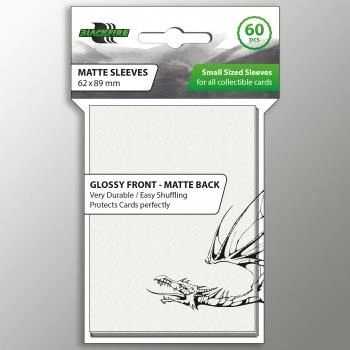 BLACKFIRE
60
pcs
MATTE SLEEVES
62 x 89 mm
Small Sized Sleeves
for all collectible cards
GLOSSY FRONT - MATTE BACK
Very Durable / Easy Shuffling
Protects Cards perfectly